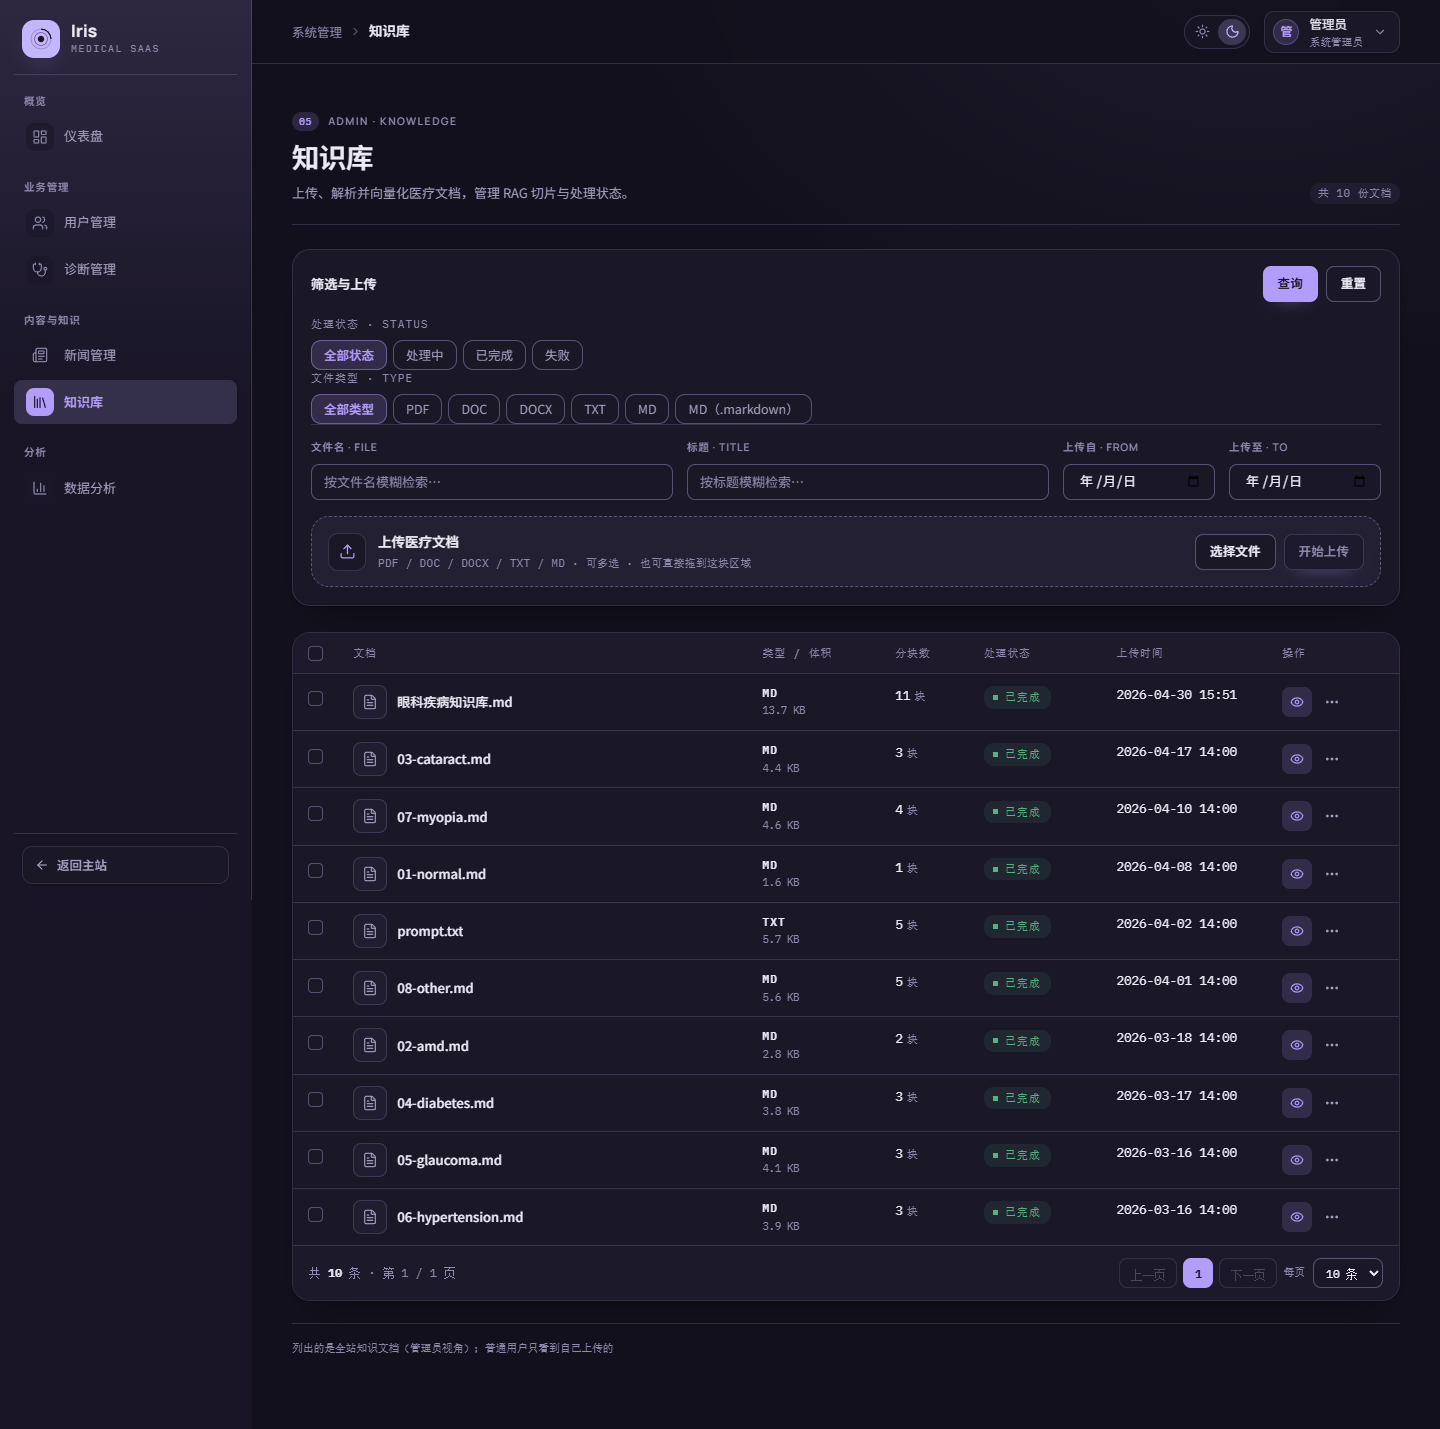 Iris
MEDICAL SAAS
概览
仪表盘
业务管理
用户管理
诊断管理
内容与知识
新闻管理
知识库
分析
数据分析
返回主站
系统管理 > 知识库
管 管理员
系统管理员
05 ADMIN · KNOWLEDGE
知识库
上传、解析并向量化医疗文档，管理 RAG 切片与处理状态。
共 10 份文档
筛选与上传 查询 重置
处理状态 · STATUS
全部状态 处理中 已完成 失败
文件类型 · TYPE
全部类型 PDF DOC DOCX TXT MD MD（.markdown）
文件名 · FILE 标题 · TITLE 上传自 · FROM 上传至 · TO
按文件名模糊检索… 按标题模糊检索… 年 /月/日 年 /月/日
上传医疗文档
PDF / DOC / DOCX / TXT / MD · 可多选 · 也可直接拖到这块区域
选择文件 开始上传
文档 类型 / 体积 分块数 处理状态 上传时间 操作
眼科疾病知识库.md MD 13.7 KB 11 块 已完成 2026-04-30 15:51
03-cataract.md MD 4.4 KB 3 块 已完成 2026-04-17 14:00
07-myopia.md MD 4.6 KB 4 块 已完成 2026-04-10 14:00
01-normal.md MD 1.6 KB 1 块 已完成 2026-04-08 14:00
prompt.txt TXT 5.7 KB 5 块 已完成 2026-04-02 14:00
08-other.md MD 5.6 KB 5 块 已完成 2026-04-01 14:00
02-amd.md MD 2.8 KB 2 块 已完成 2026-03-18 14:00
04-diabetes.md MD 3.8 KB 3 块 已完成 2026-03-17 14:00
05-glaucoma.md MD 4.1 KB 3 块 已完成 2026-03-16 14:00
06-hypertension.md MD 3.9 KB 3 块 已完成 2026-03-16 14:00
共 10 条 · 第 1 / 1 页 上一页 1 下一页 每页 10 条
列出的是全站知识文档（管理员视角）；普通用户只看到自己上传的